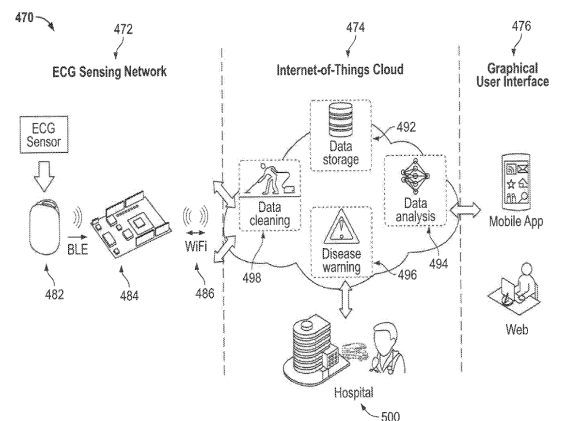 470
472
474
476
ECG Sensing Network
Internet-of-Things Cloud
Graphical
User Interface
ECG
Sensor
BLE
WiFi
482
484
486
Data
storage
492
Data
cleaning
498
Data
analysis
494
Disease
warning
496
Mobile App
Web
Hospital
500